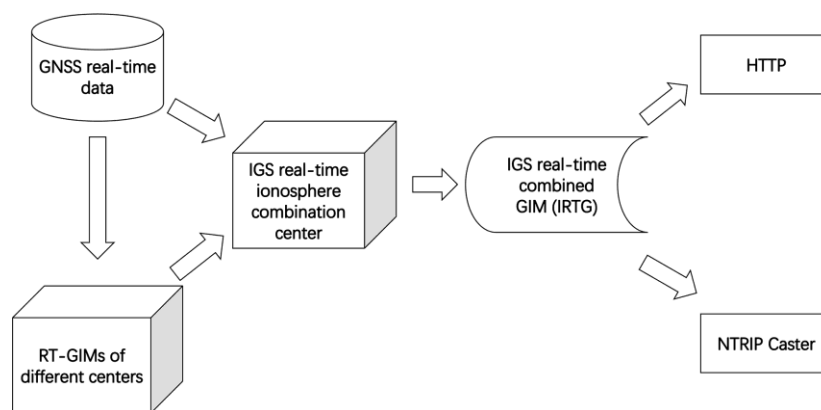 GNSS real-time
data
HTTP
IGS real-time
ionosphere
combination
center
IGS real-time
combined
GIM (IRTG)
RT-GIMs of
different centers
NTRIP Caster